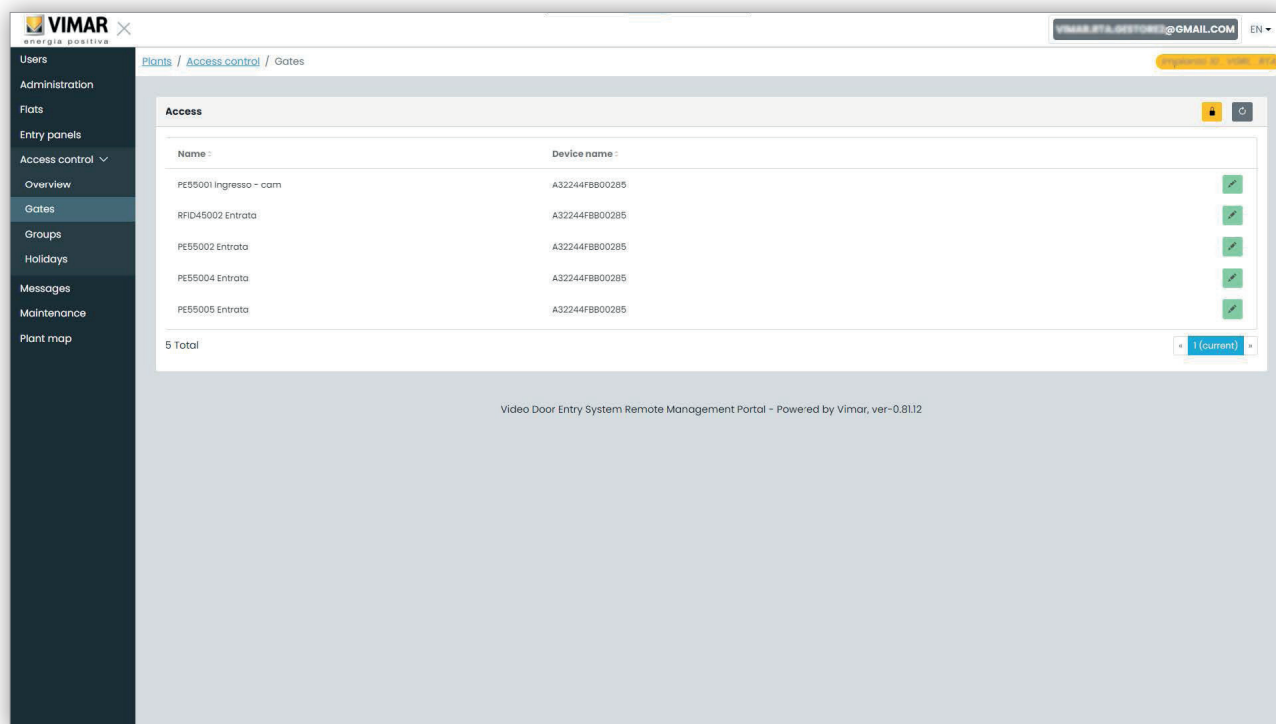 VIMAR
energia positiva
@GMAIL.COM
EN
Users
Administration
Flats
Entry panels
Access control
Overview
Gates
Groups
Holidays
Messages
Maintenance
Plant map
Plants / Access control / Gates
Access
Name Device name
PE55001 Ingresso - cam A32244FBB00285
RFID45002 Entrata A32244FBB00285
PE55002 Entrata A32244FBB00285
PE55004 Entrata A32244FBB00285
PE55005 Entrata A32244FBB00285
5 Total
« 1 (current) »
Video Door Entry System Remote Management Portal - Powered by Vimar, ver-0.81.12